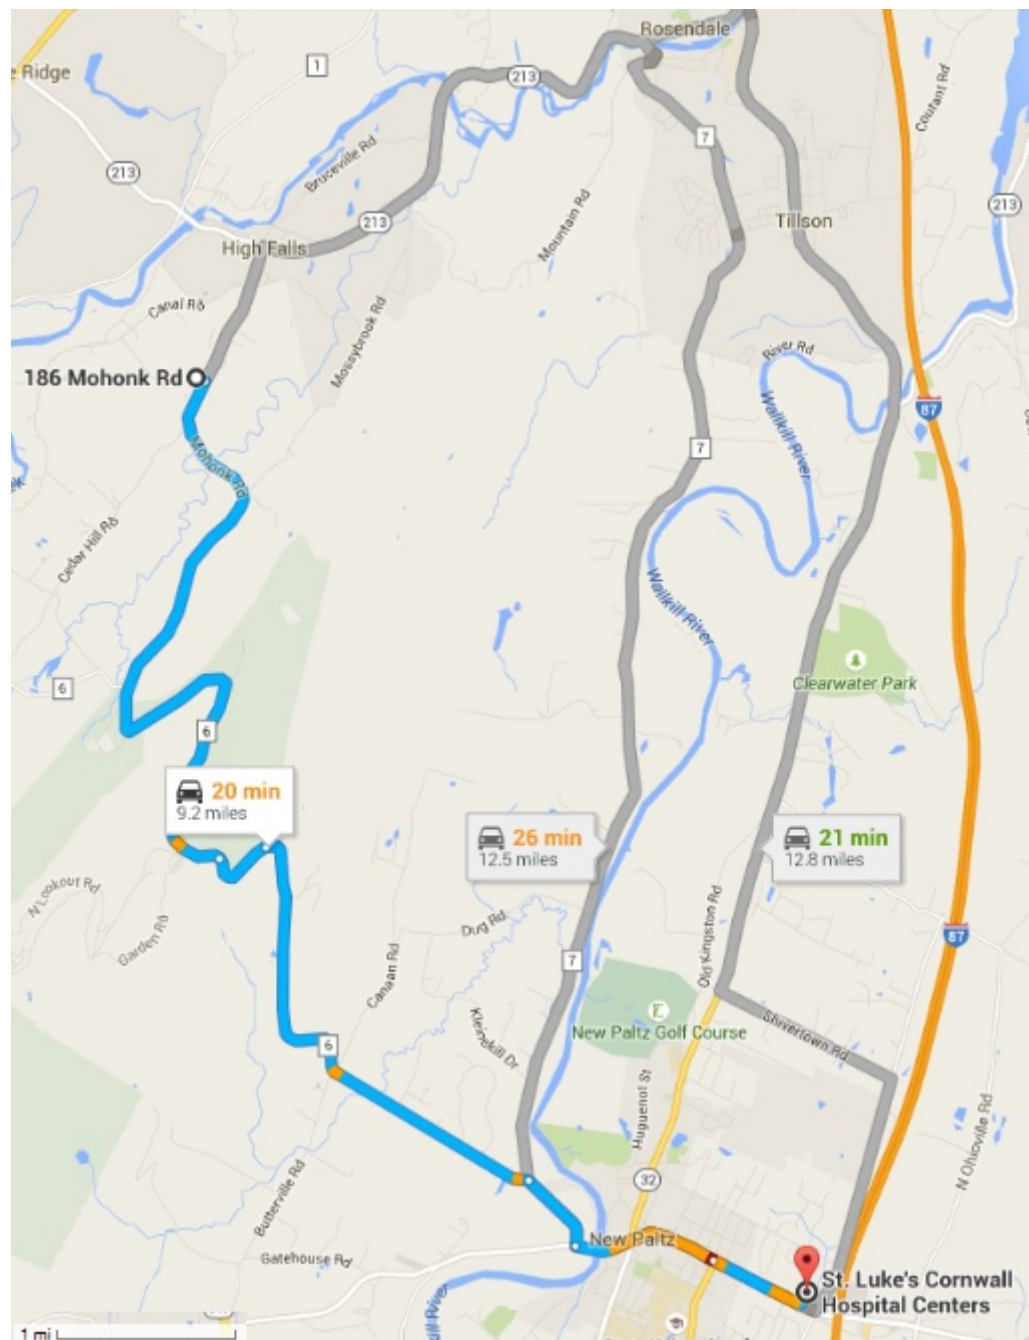 Rosendale
1
213
e Ridge
Coutant Rd
7
Bruceville Rd
213
213
213
Tillson
Mountain Rd
High Falls
Canal Rd
Mossybrook Rd
River Rd
186 Mohonk Rd
87
Wallkill River
7
Mohonk Rd
Cedar Hill Rd
Wallkill River
6
Clearwater Park
6
20 min
9.2 miles
26 min
12.5 miles
21 min
12.8 miles
N Lookout Rd
Garden Rd
Dug Rd
Old Kingston Rd
87
Canaan Rd
7
New Paltz Golf Course
Shivertown Rd
6
Kleinekill Dr
Huguenot St
N Ohioville Rd
32
Butterville Rd
New Paltz
Gatehouse Rd
St. Luke's Cornwall
Hospital Centers
kill River
1 mi